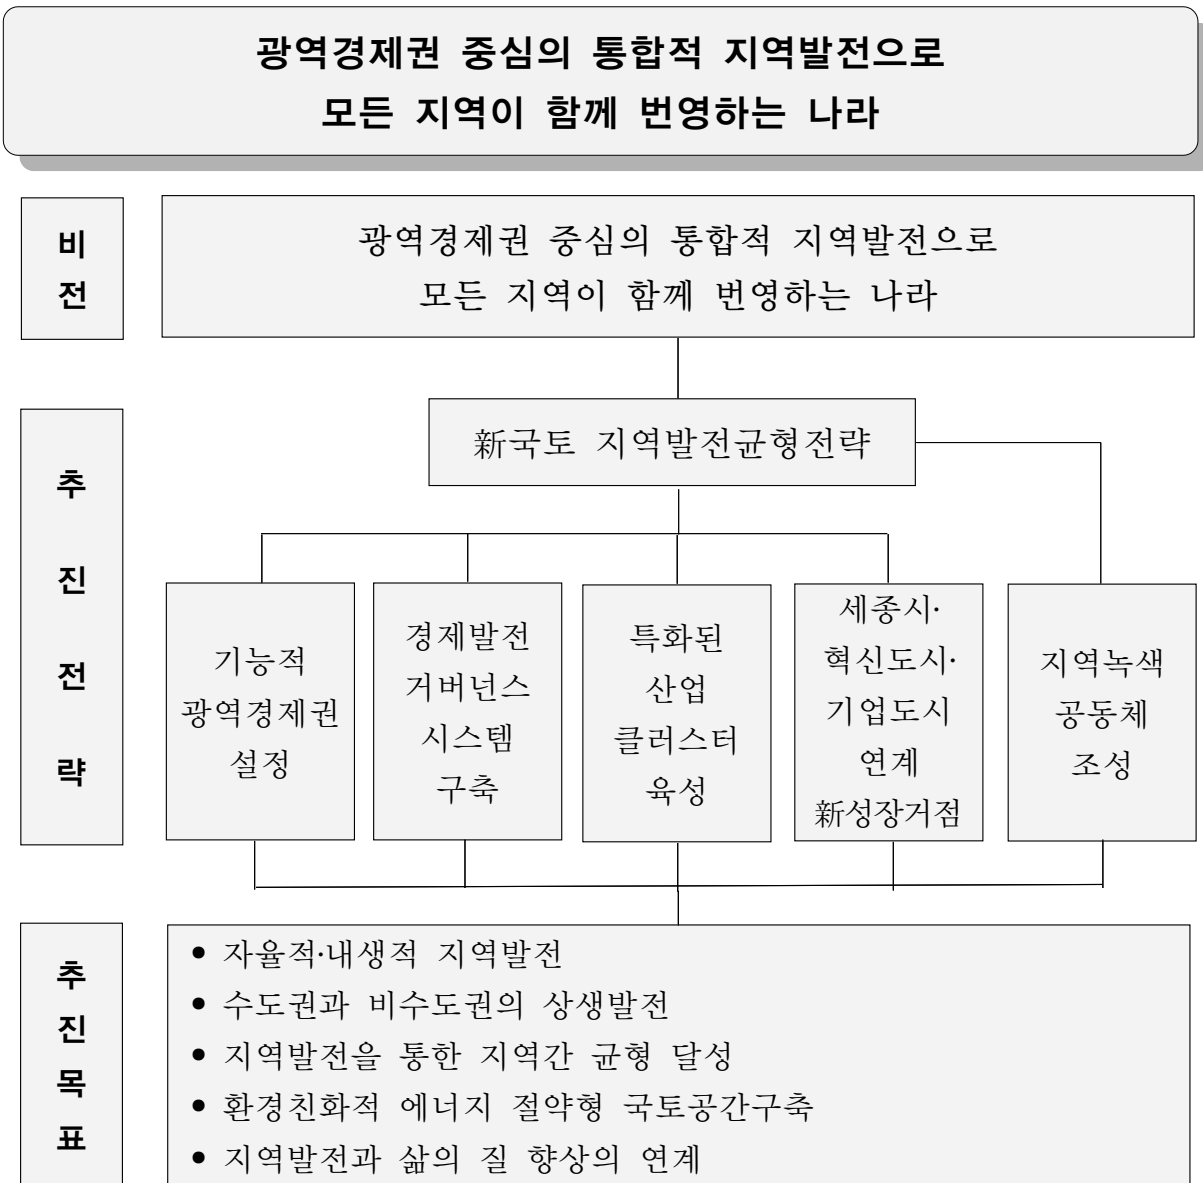 광역경제권 중심의 통합적 지역발전으로
모든 지역이 함께 번영하는 나라
비
전
광역경제권 중심의 통합적 지역발전으로
모든 지역이 함께 번영하는 나라
추
진
전
략
新국토 지역발전균형전략
기능적
광역경제권
설정
경제발전
거버넌스
시스템
구축
특화된
산업
클러스터
육성
세종시·
혁신도시·
기업도시
연계
新성장거점
지역녹색
공동체
조성
추
진
목
표
• 자율적·내생적 지역발전
• 수도권과 비수도권의 상생발전
• 지역발전을 통한 지역간 균형 달성
• 환경친화적 에너지 절약형 국토공간구축
• 지역발전과 삶의 질 향상의 연계